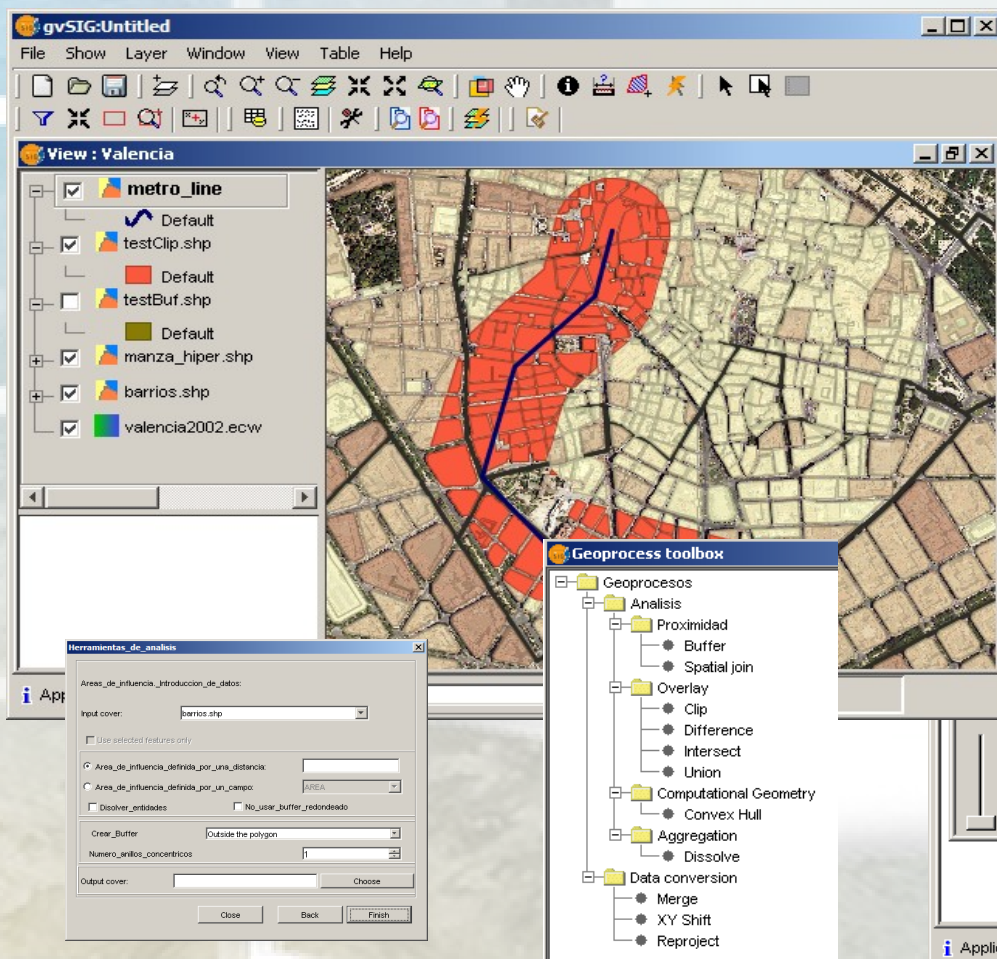 gvSIG:Untitled
File Show Layer Window View Table Help
View : Valencia
metro_line
Default
testClip.shp
Default
testBuf.shp
Default
manza_hiper.shp
barrios.shp
valencia2002.ecw
Geoprocess toolbox
Geoprocesos
Analisis
Proximidad
Buffer
Spatial join
Overlay
Clip
Difference
Intersect
Union
Computational Geometry
Convex Hull
Aggregation
Dissolve
Data conversion
Merge
XY Shift
Reproject
Herramientas_de_analisis
Areas_de_influencia._Introduccion_de_datos:
Input cover: barrios.shp
Use selected features only
Area_de_influencia_definida_por_una_distancia:
Area_de_influencia_definida_por_un_campo: AREA
Disolver_entidades No_usar_buffer_redondeado
Crear_Buffer Outside the polygon
Numero_anillos_concentricos 1
Output cover: Choose
Close Back Finish